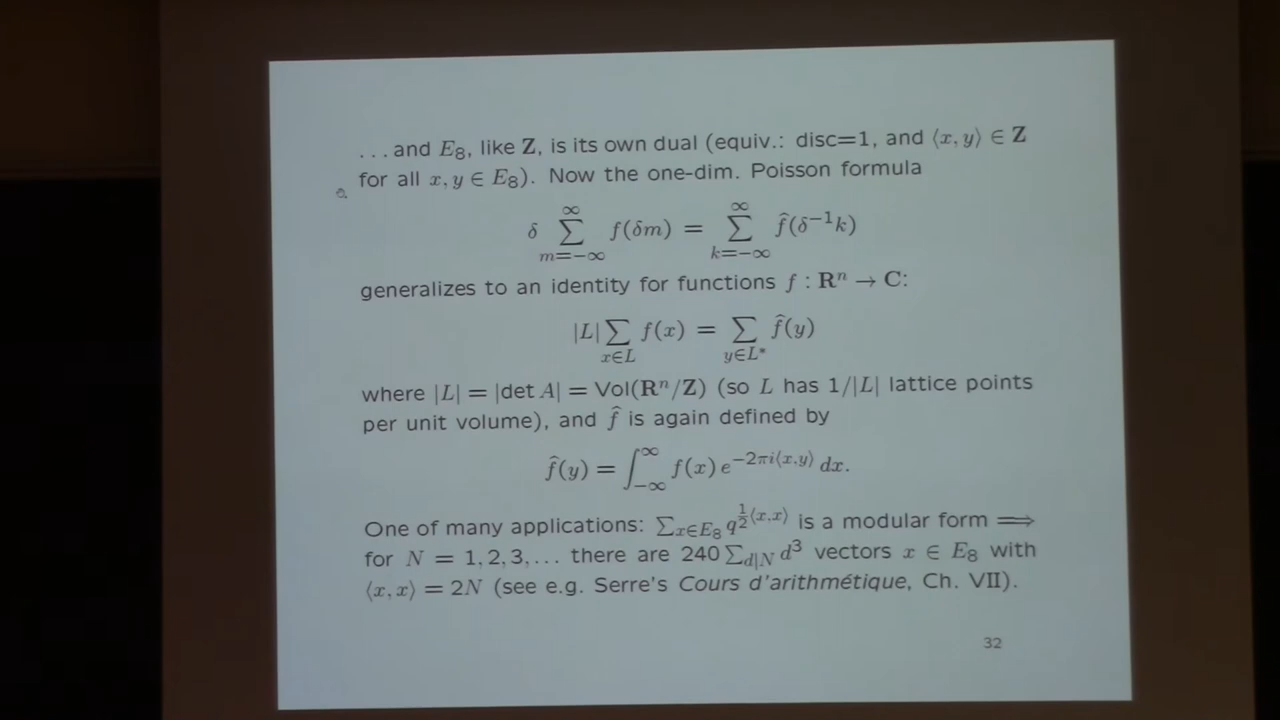 ...and E₈, like Z, is its own dual (equiv.: disc=1, and ⟨x, y⟩ ∈ Z
for all x, y ∈ E₈). Now the one-dim. Poisson formula
δ ∑_{m=−∞}^{∞} f(δm) = ∑_{k=−∞}^{∞} f̂(δ⁻¹k)
generalizes to an identity for functions f : Rⁿ → C:
|L| ∑_{x∈L} f(x) = ∑_{y∈L*} f̂(y)
where |L| = |det A| = Vol(Rⁿ/Z) (so L has 1/|L| lattice points
per unit volume), and f̂ is again defined by
f̂(y) = ∫_{−∞}^{∞} f(x) e^{−2πi⟨x,y⟩} dx.
One of many applications: ∑_{x∈E₈} q^{½⟨x,x⟩} is a modular form ⟹
for N = 1, 2, 3, ... there are 240 ∑_{d|N} d³ vectors x ∈ E₈ with
⟨x, x⟩ = 2N (see e.g. Serre's Cours d'arithmétique, Ch. VII).
32